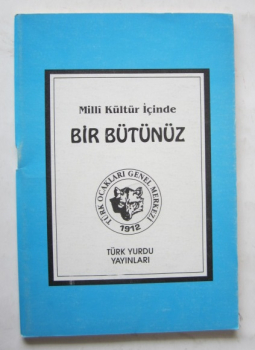 Milli Kültür İçinde
BİR BÜTÜNÜZ
TÜRK OCAKLARI GENEL MERKEZİ
1912
TÜRK YURDU
YAYINLARI